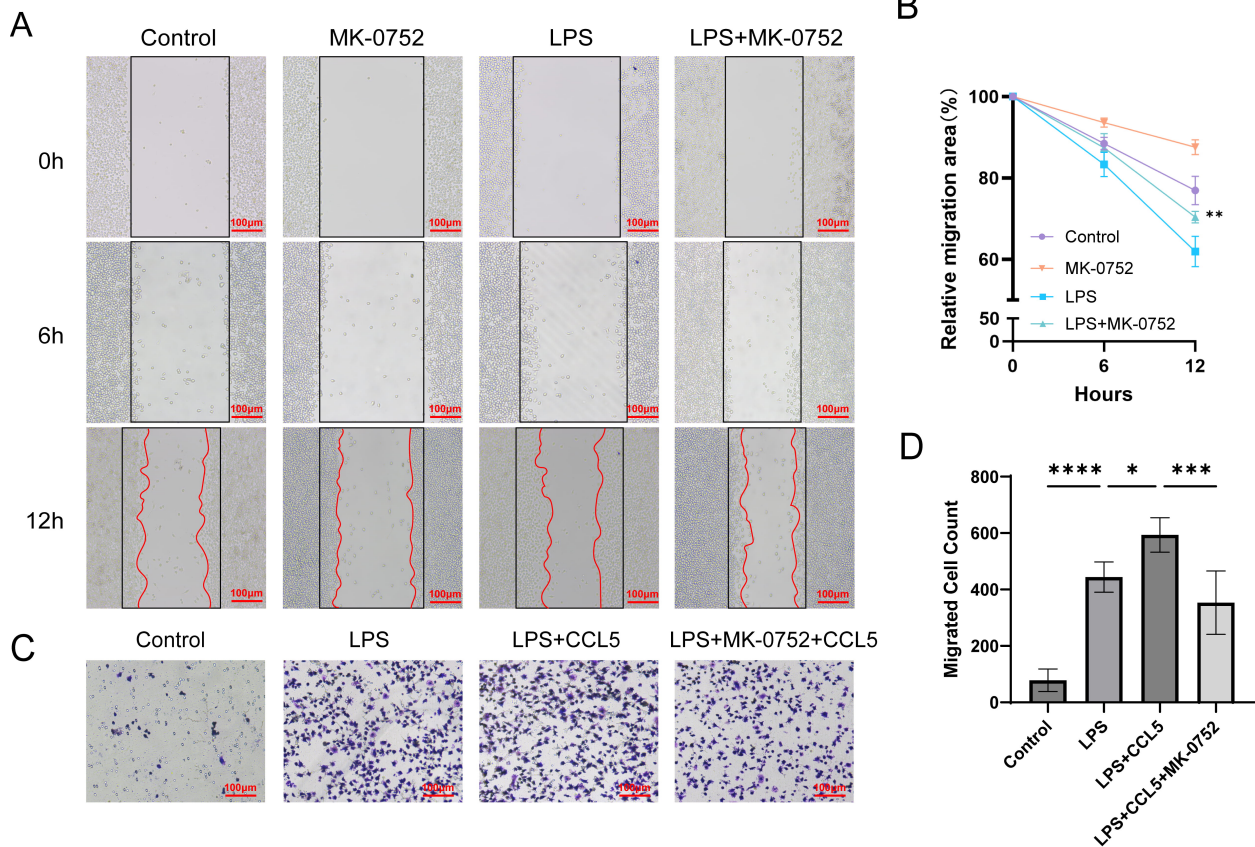 A
Control
MK-0752
LPS
LPS+MK-0752
0h
100μm
100μm
100μm
100μm
6h
100μm
100μm
100μm
100μm
12h
100μm
100μm
100μm
100μm
B
Relative migration area(%)
100
80
60
50
0
**
Control
MK-0752
LPS
LPS+MK-0752
0
6
12
Hours
C
Control
LPS
LPS+CCL5
LPS+MK-0752+CCL5
100μm
100μm
100μm
100μm
D
Migrated Cell Count
800
600
400
200
0
****
*
***
Control
LPS
LPS+CCL5
LPS+CCL5+MK-0752